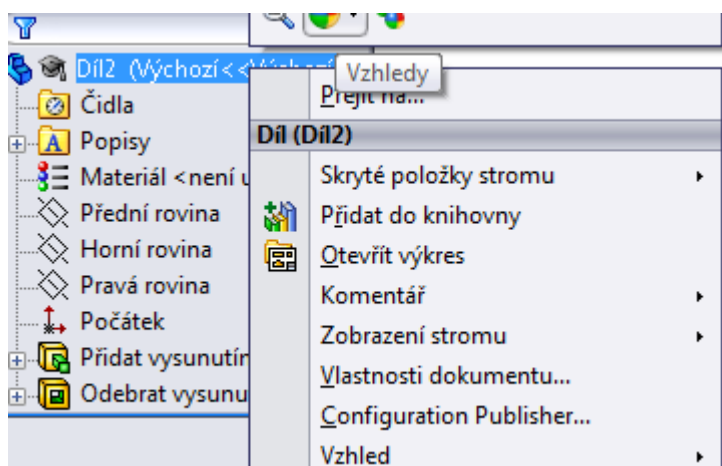 Díl2 (Výchozí<<
Vzhledy
Přejít na...
Čidla
Popisy
Materiál <není u
Přední rovina
Horní rovina
Pravá rovina
Počátek
Přidat vysunutí
Odebrat vysunu
Díl (Díl2)
Skryté položky stromu
Přidat do knihovny
Otevřít výkres
Komentář
Zobrazení stromu
Vlastnosti dokumentu...
Configuration Publisher...
Vzhled